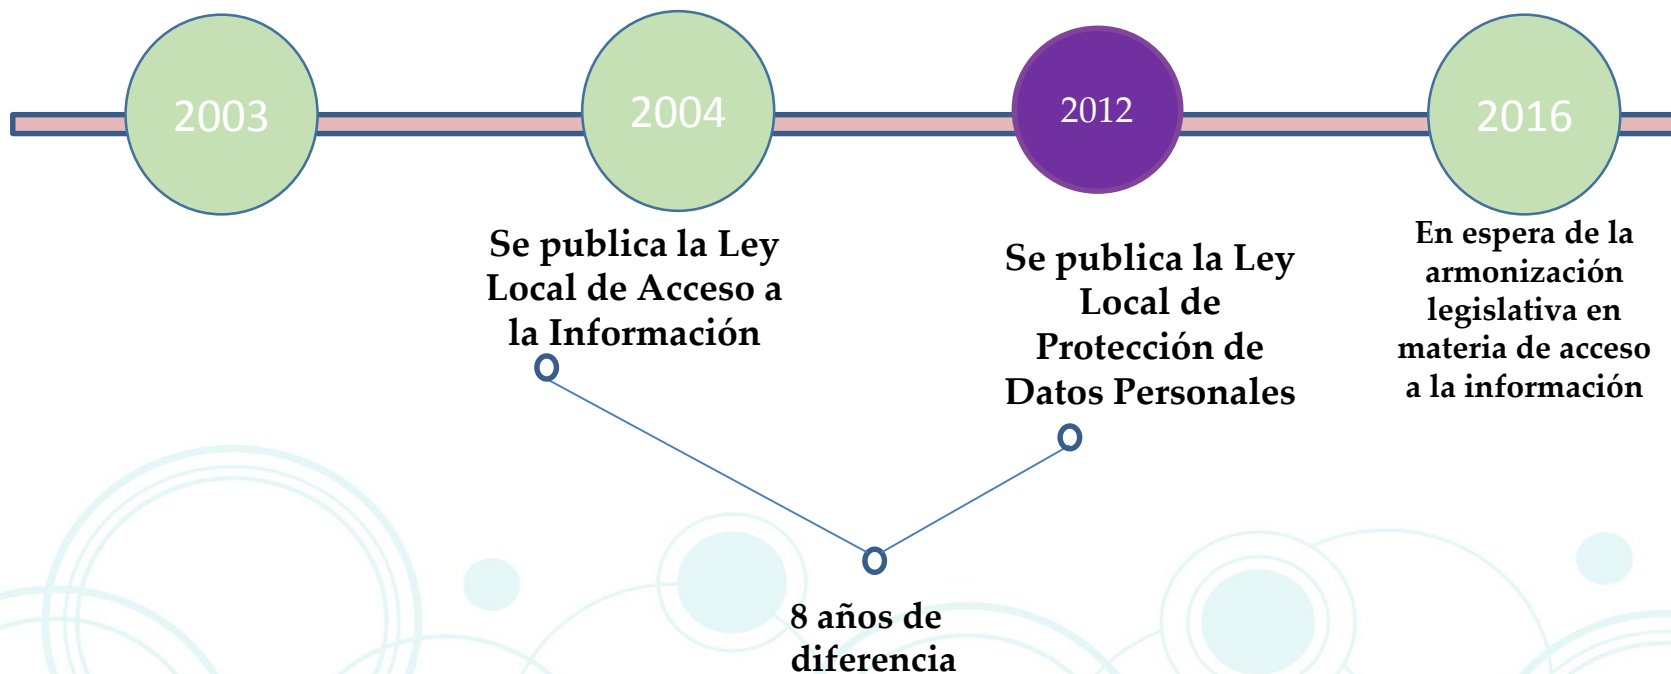 2003
2004
2012
2016
Se publica la Ley
Local de Acceso a
la Información
Se publica la Ley
Local de
Protección de
Datos Personales
En espera de la
armonización
legislativa en
materia de acceso
a la información
8 años de
diferencia